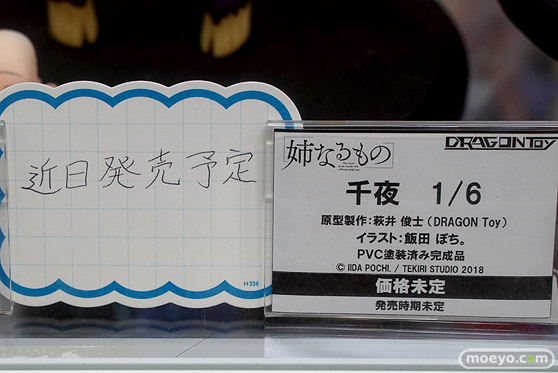 近日発売予定
H336
姉なるもの
DRAGON Toy
千夜 1/6
原型製作:萩井 俊士(DRAGON Toy)
イラスト:飯田 ぽち。
PVC塗装済み完成品
© IIDA POCHI. / TEKIRI STUDIO 2018
価格未定
発売時期未定
moeyo.com